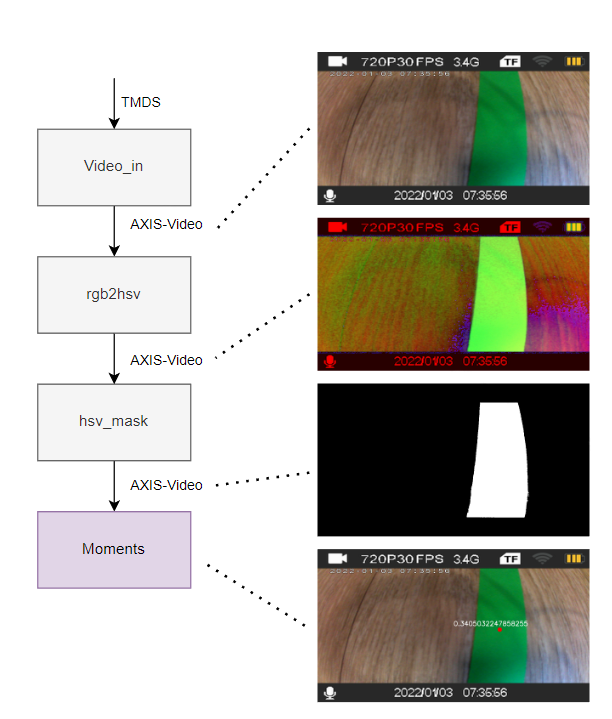 TMDS
Video_in
AXIS-Video
rgb2hsv
AXIS-Video
hsv_mask
AXIS-Video
Moments
720P30FPS 3.4G TF
2022-01-03 07:35:56
2022/01/03 07:35:56
720P30FPS 3.4G TF
2022/01/03 07:35:56
720P30FPS 3.4G TF
2022-01-03 07:35:56
0.3405032247858255
2022/01/03 07:35:56